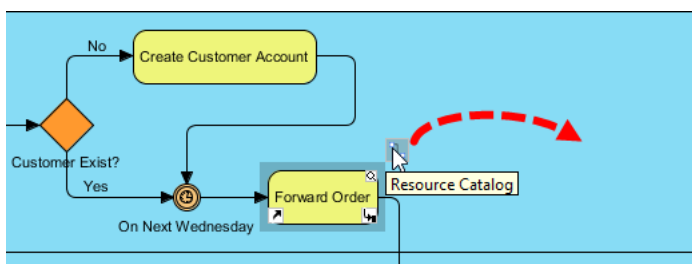 No
Create Customer Account
Customer Exist?
Resource Catalog
Yes
Forward Order
On Next Wednesday